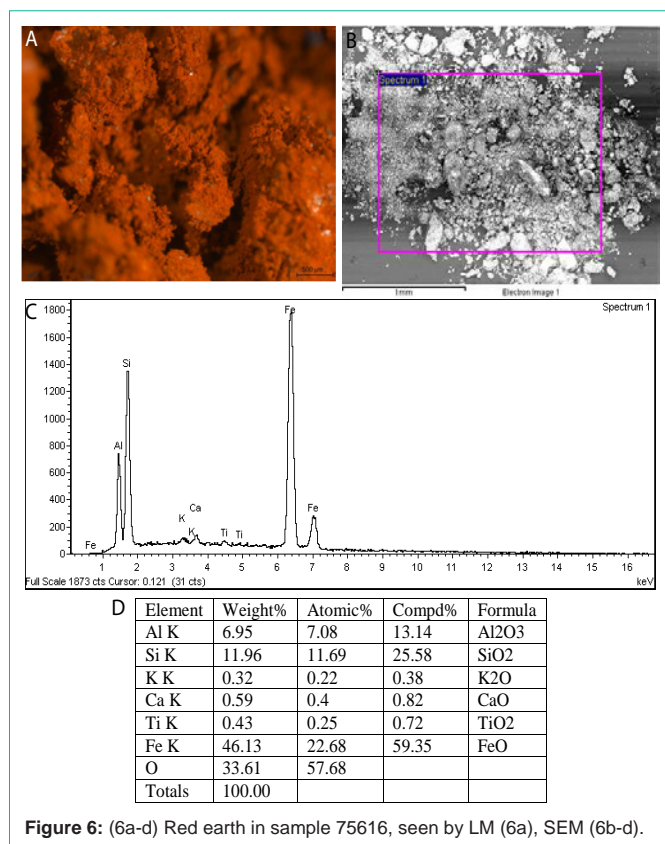 A
500 µm
B
Spectrum 1
1mm Electron Image 1
C
Spectrum 1
1800
1600
1400
1200
1000
800
600
400
200
0
Fe
Si
Al
Fe
K
K
Ca
Ti
Ti
Fe
Fe
1 2 3 4 5 6 7 8 9 10 11 12 13 14 15 16
Full Scale 1873 cts Cursor: 0.121 (31 cts) keV
D
Element Weight% Atomic% Compd% Formula
Al K 6.95 7.08 13.14 Al2O3
Si K 11.96 11.69 25.58 SiO2
K K 0.32 0.22 0.38 K2O
Ca K 0.59 0.4 0.82 CaO
Ti K 0.43 0.25 0.72 TiO2
Fe K 46.13 22.68 59.35 FeO
O 33.61 57.68
Totals 100.00
Figure 6: (6a-d) Red earth in sample 75616, seen by LM (6a), SEM (6b-d).